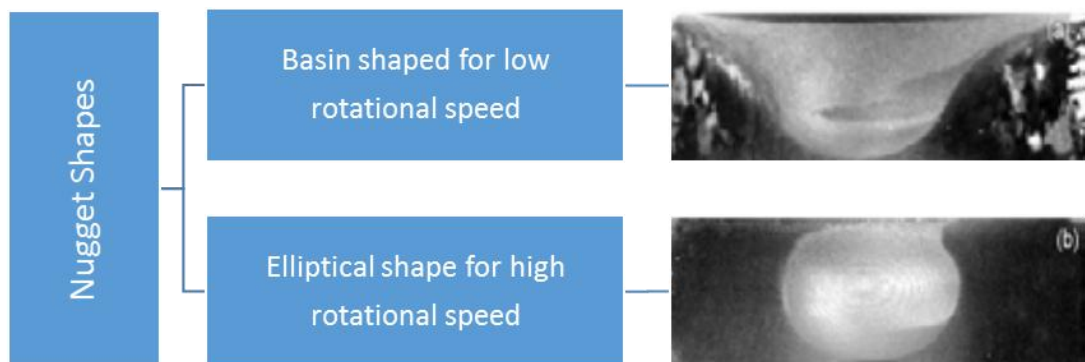 Nugget Shapes
Basin shaped for low
rotational speed
(a)
Elliptical shape for high
rotational speed
(b)